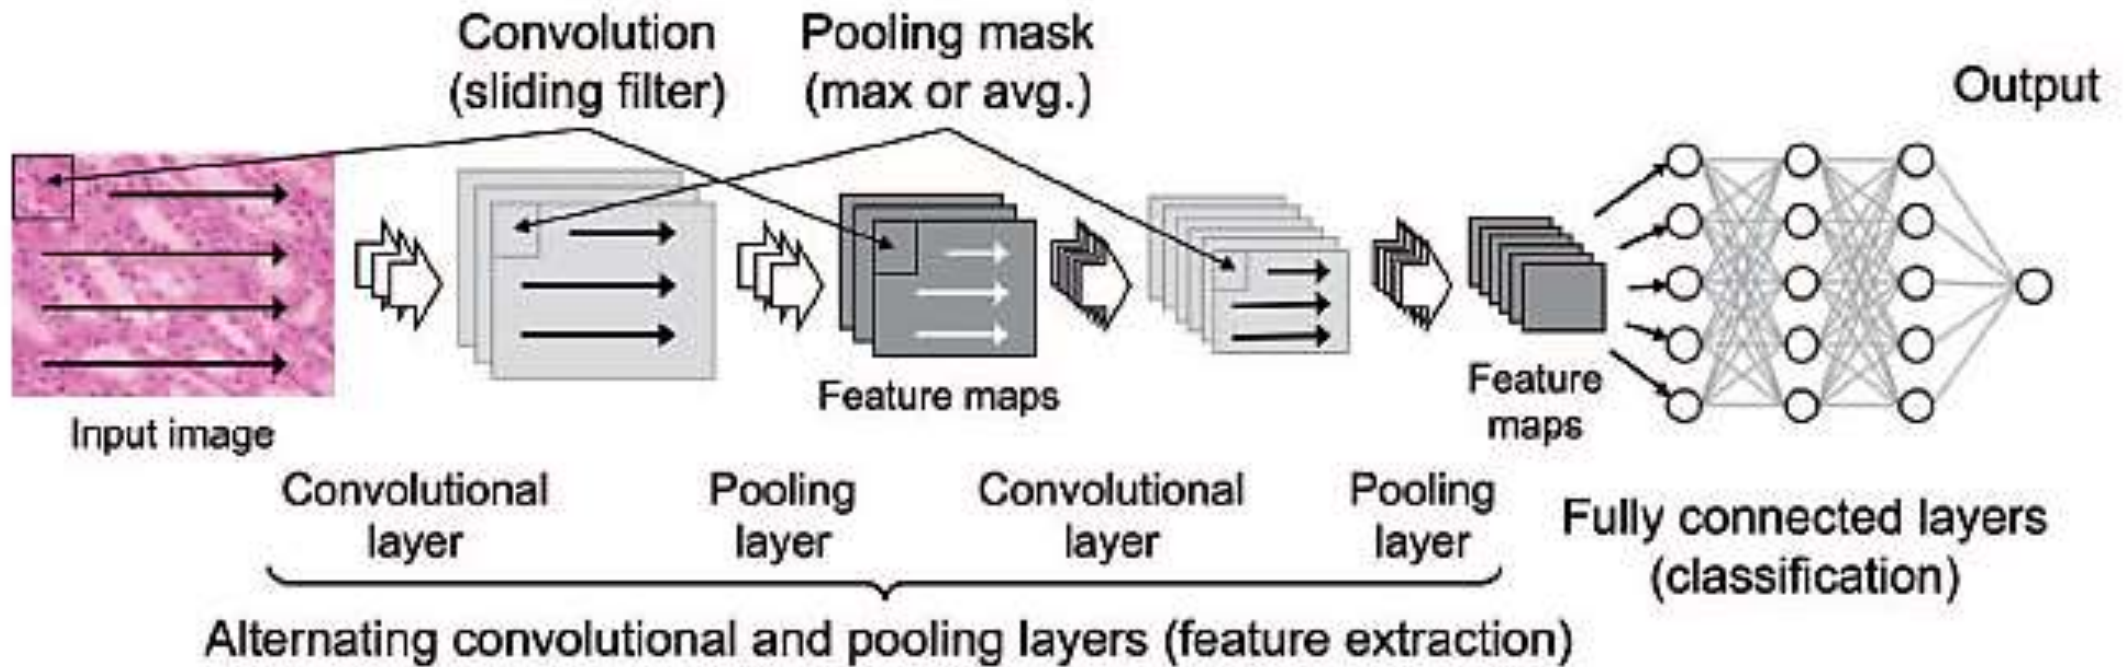 Convolution
(sliding filter)
Pooling mask
(max or avg.)
Output
Input image
Feature maps
Feature
maps
Convolutional
layer
Pooling
layer
Convolutional
layer
Pooling
layer
Fully connected layers
(classification)
Alternating convolutional and pooling layers (feature extraction)